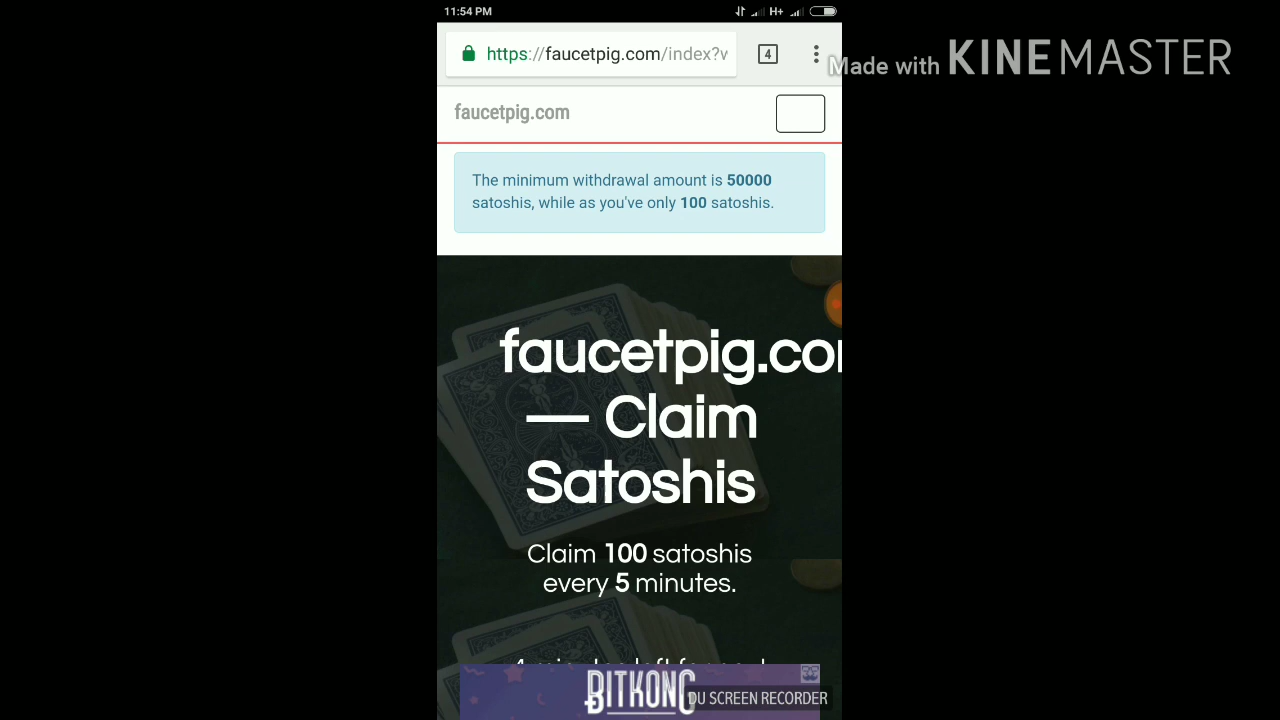 11:54 PM
H+
https://faucetpig.com/index?v
4
Made with KINEMASTER
faucetpig.com
The minimum withdrawal amount is 50000
satoshis, while as you've only 100 satoshis.
faucetpig.co
— Claim
Satoshis
Claim 100 satoshis
every 5 minutes.
BITKONG
DU SCREEN RECORDER